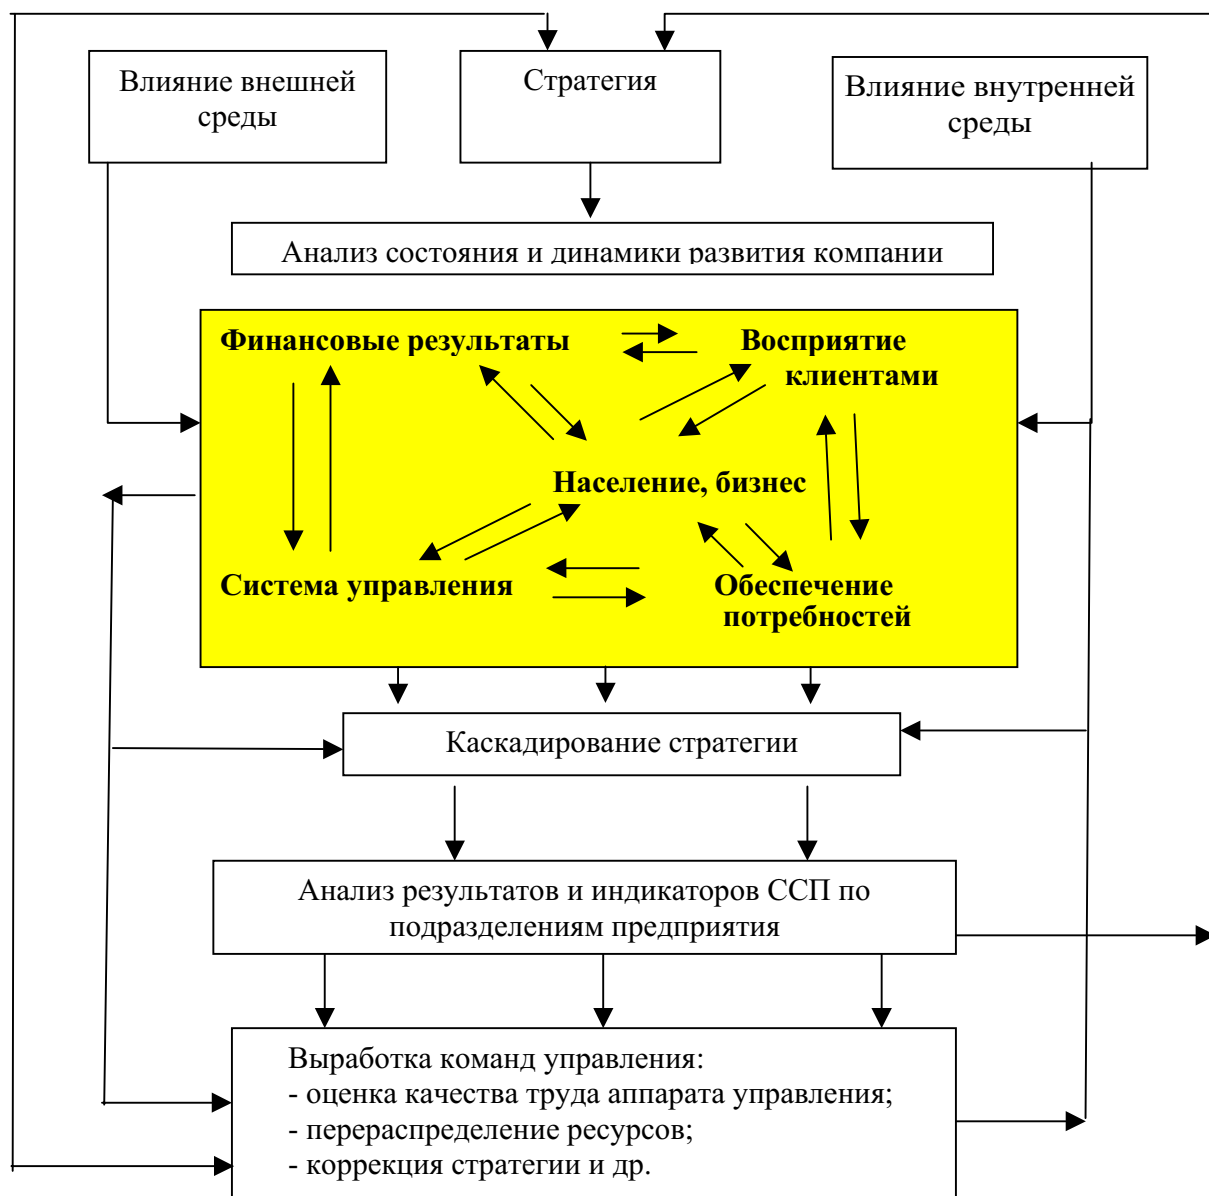 Влияние внешней
среды
Стратегия
Влияние внутренней
среды
Анализ состояния и динамики развития компании
Финансовые результаты
Восприятие
клиентами
Население, бизнес
Система управления
Обеспечение
потребностей
Каскадирование стратегии
Анализ результатов и индикаторов ССП по
подразделениям предприятия
Выработка команд управления:
- оценка качества труда аппарата управления;
- перераспределение ресурсов;
- коррекция стратегии и др.